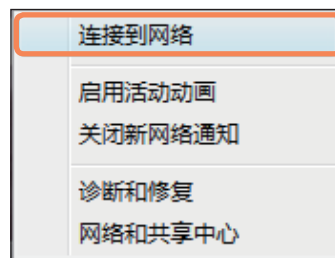 连接到网络
启用活动动画
关闭新网络通知
诊断和修复
网络和共享中心